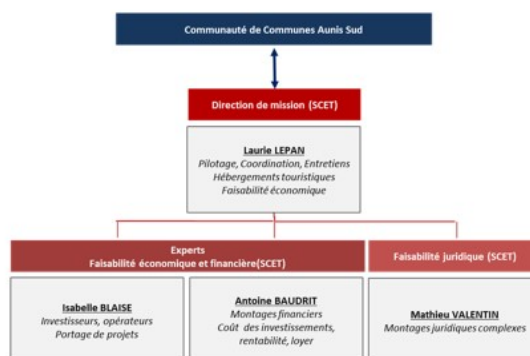 Communauté de Communes Aunis Sud
Direction de mission (SCET)
Laurie LEPAN
Pilotage, Coordination, Entretiens
Hébergements touristiques
Faisabilité économique
Experts
Faisabilité économique et financière(SCET)
Isabelle BLAISE
Investisseurs, opérateurs
Portage de projets
Antoine BAUDRIT
Montages financiers
Coût des investissements,
rentabilité, loyer
Faisabilité juridique (SCET)
Mathieu VALENTIN
Montages juridiques complexes